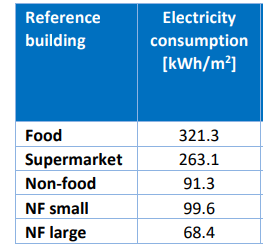 Reference building
Electricity consumption [kWh/m²]
Food 321.3
Supermarket 263.1
Non-food 91.3
NF small 99.6
NF large 68.4